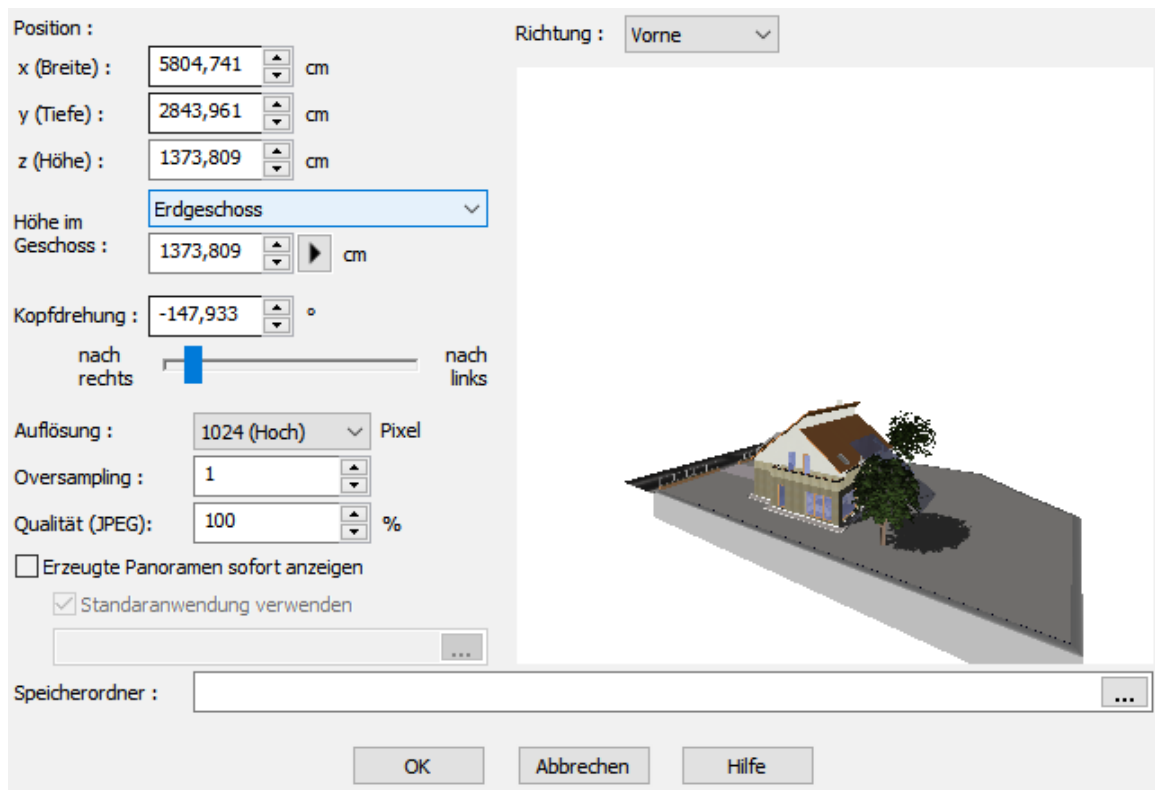 Position :
x (Breite) : 5804,741 cm
y (Tiefe) : 2843,961 cm
z (Höhe) : 1373,809 cm
Höhe im Geschoss : Erdgeschoss
1373,809 cm
Kopfdrehung : -147,933 °
nach rechts nach links
Auflösung : 1024 (Hoch) Pixel
Oversampling : 1
Qualität (JPEG): 100 %
Erzeugte Panoramen sofort anzeigen
Standaranwendung verwenden
...
Richtung : Vorne
Speicherordner : ...
OK Abbrechen Hilfe